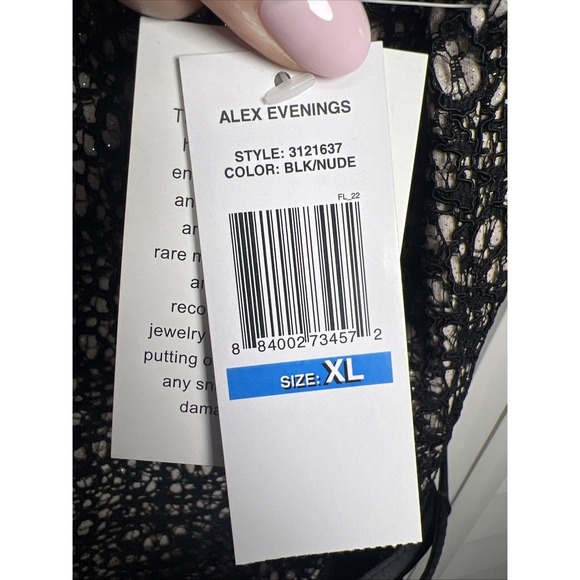 ALEX EVENINGS
STYLE: 3121637
COLOR: BLK/NUDE
FL_22
8 84002 73457 2
SIZE: XL
rare
reco
jewelry
putting
any
dama